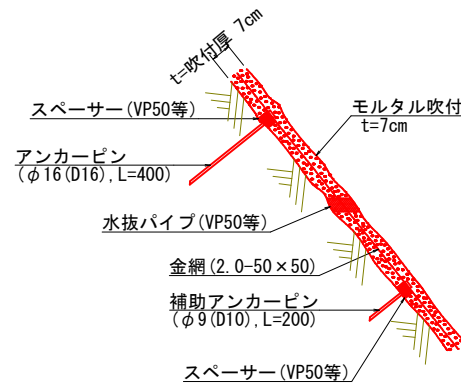 t=吹付厚 7cm
スペーサー(VP50等)
モルタル吹付
t=7cm
アンカーピン
(φ16(D16),L=400)
水抜パイプ(VP50等)
金網(2.0-50×50)
補助アンカーピン
(φ9(D10),L=200)
スペーサー(VP50等)